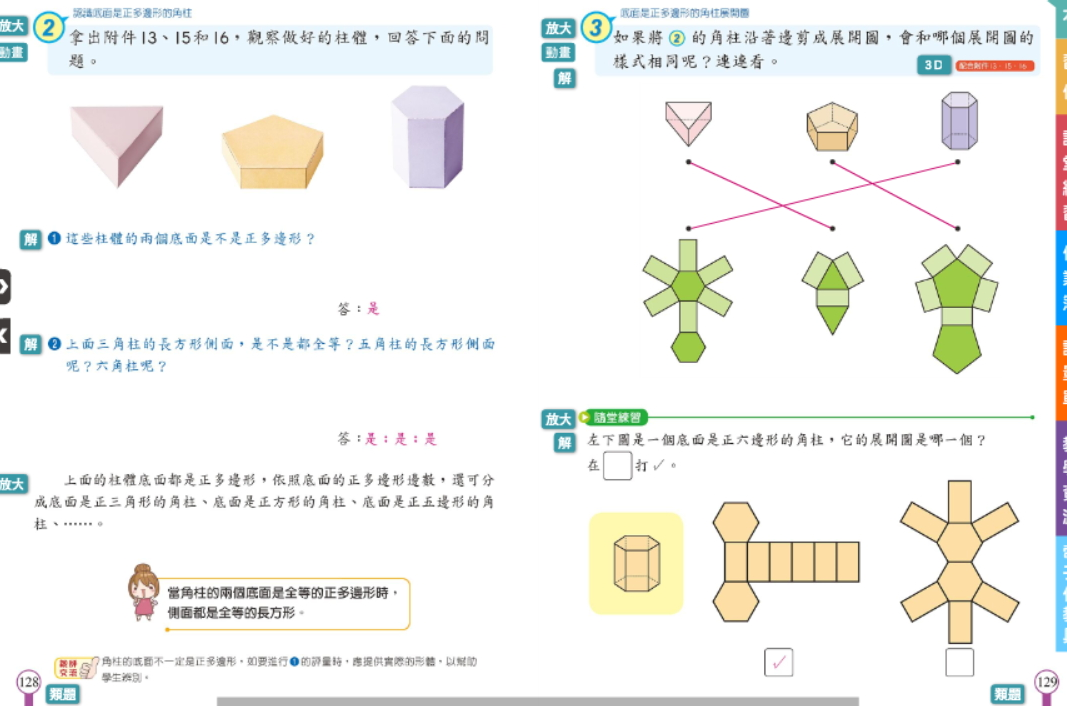 放大
動畫
2
認識底面是正多邊形的角柱
拿出附件13、15和16，觀察做好的柱體，回答下面的問
題。
解
1 這些柱體的兩個底面是不是正多邊形？
答：是
解
2 上面三角柱的長方形側面，是不是都全等？五角柱的長方形側面
呢？六角柱呢？
答：是；是；是
放大
上面的柱體底面都是正多邊形，依照底面的正多邊形邊數，還可分
成底面是正三角形的角柱、底面是正方形的角柱、底面是正五邊形的角
柱、……。
當角柱的兩個底面是全等的正多邊形時，
側面都是全等的長方形。
角柱的底面不一定是正多邊形，如要進行1的評量時，應提供實際的形體，以幫助
學生辨別。
128
類題
放大
動畫
解
3
底面是正多邊形的角柱展開圖
如果將 2 的角柱沿著邊剪成展開圖，會和哪個展開圖的
樣式相同呢？連連看。
3D
配合附件13、15、16
放大
隨堂練習
解
左下圖是一個底面是正六邊形的角柱，它的展開圖是哪一個？
在 打✓。
✓
類題
129